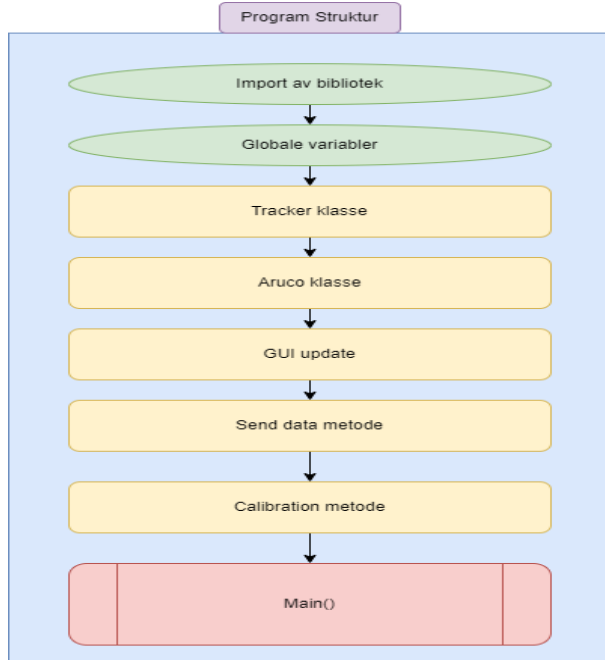 Program Struktur
Import av bibliotek
Globale variabler
Tracker klasse
Aruco klasse
GUI update
Send data metode
Calibration metode
Main()